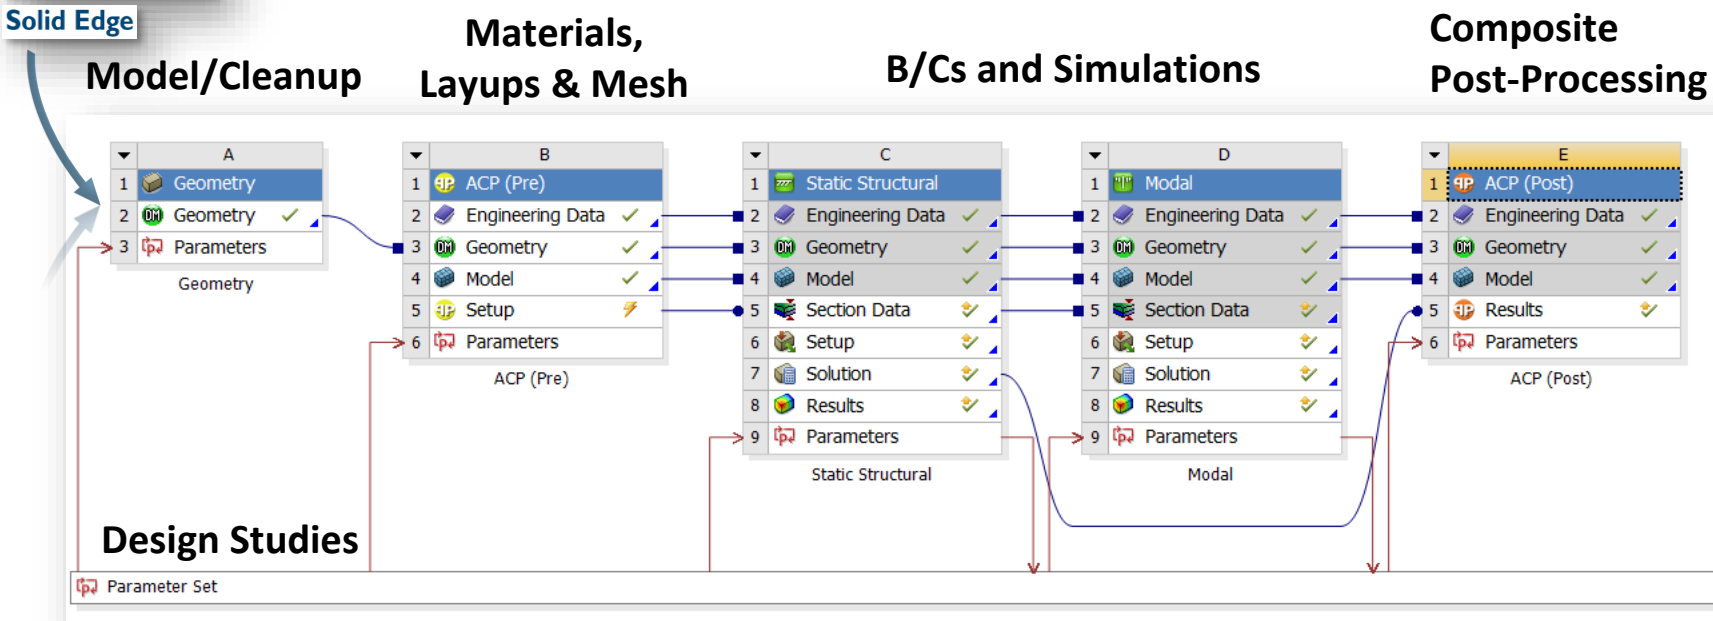 Solid Edge
Model/Cleanup
Materials,
Layups & Mesh
B/Cs and Simulations
Composite
Post-Processing
A
1 Geometry
2 DM Geometry
3 Parameters
Geometry
B
1 ACP (Pre)
2 Engineering Data
3 DM Geometry
4 Model
5 Setup
6 Parameters
ACP (Pre)
C
1 Static Structural
2 Engineering Data
3 DM Geometry
4 Model
5 Section Data
6 Setup
7 Solution
8 Results
9 Parameters
Static Structural
D
1 Modal
2 Engineering Data
3 DM Geometry
4 Model
5 Section Data
6 Setup
7 Solution
8 Results
9 Parameters
Modal
E
1 ACP (Post)
2 Engineering Data
3 DM Geometry
4 Model
5 Results
6 Parameters
ACP (Post)
Design Studies
Parameter Set